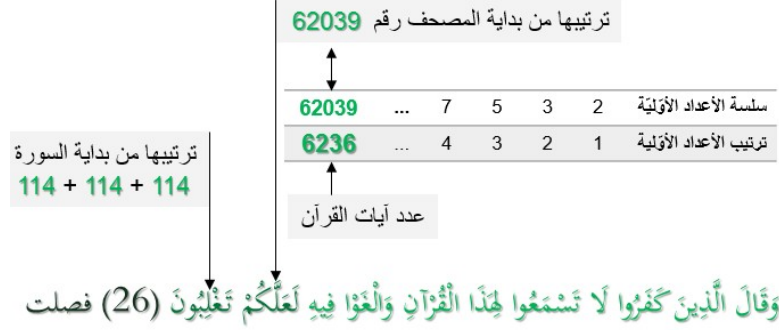 ترتيبها من بداية المصحف رقم 62039
سلسة الأعداد الأوّليّة 2 3 5 7 ... 62039
ترتيب الأعداد الأوّلية 1 2 3 4 ... 6236
ترتيبها من بداية السورة
114 + 114 + 114
عدد آيات القرآن
وَقَالَ الَّذِينَ كَفَرُوا لَا تَسْمَعُوا لِهَٰذَا الْقُرْآنِ وَالْغَوْا فِيهِ لَعَلَّكُمْ تَغْلِبُونَ (26) فصلت